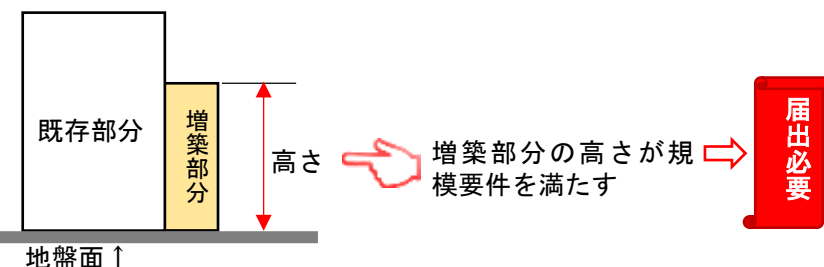 既存部分
増築部分
高さ
増築部分の高さが規
模要件を満たす
届出必要
地盤面↑